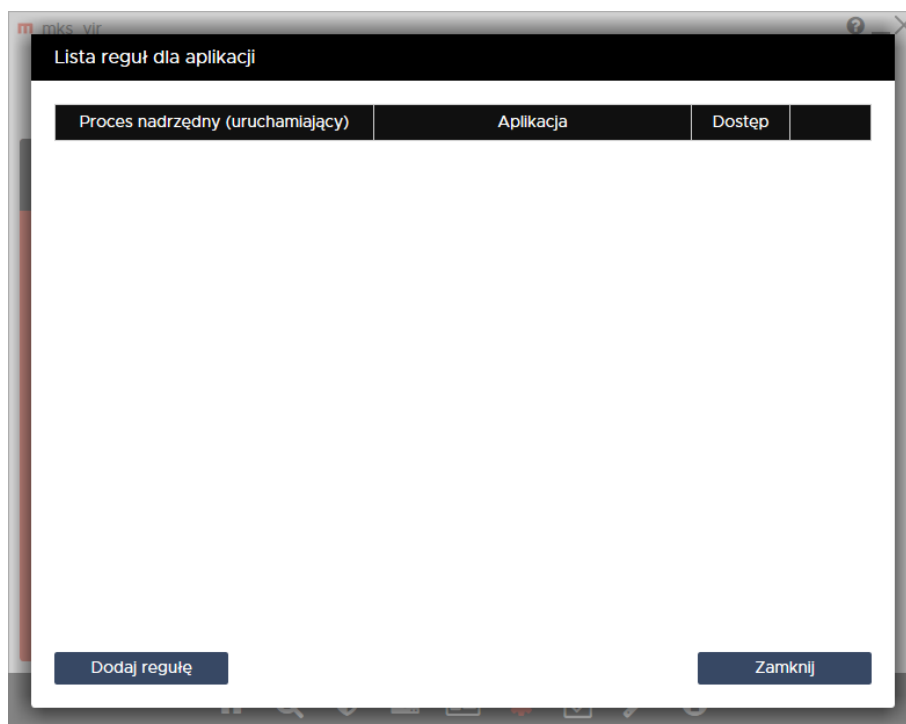 m mks_vir
Lista reguł dla aplikacji
Proces nadrzędny (uruchamiający) Aplikacja Dostęp
Dodaj regułę Zamknij